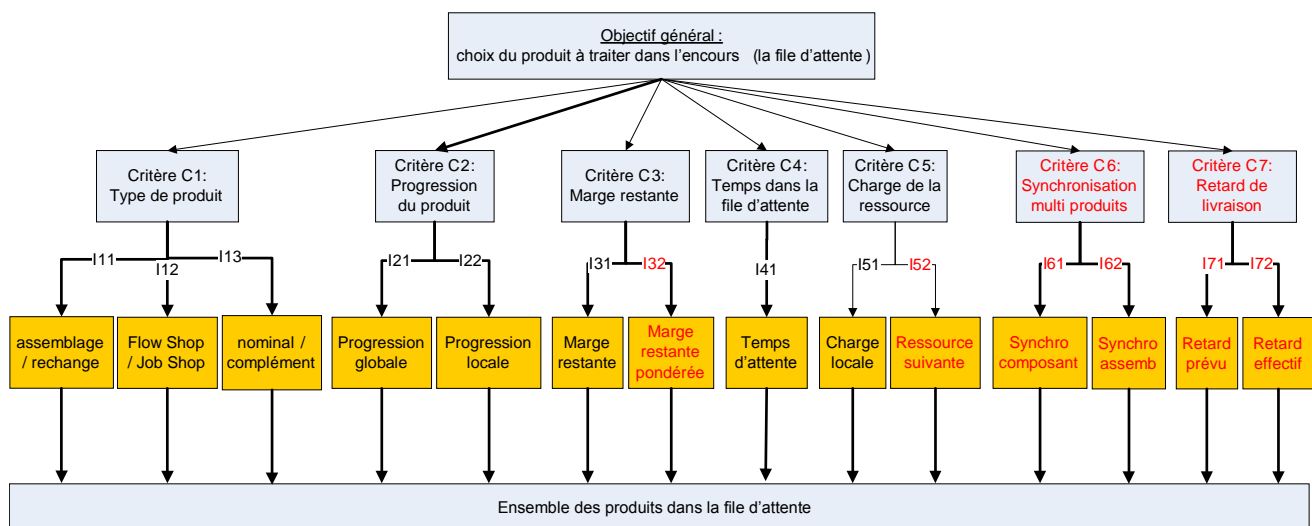 Objectif général :
choix du produit à traiter dans l'encours (la file d'attente )
Critère C1:
Type de produit
Critère C2:
Progression
du produit
Critère C3:
Marge restante
Critère C4:
Temps dans la
file d'attente
Critère C5:
Charge de la
ressource
Critère C6:
Synchronisation
multi produits
Critère C7:
Retard de
livraison
I11
I12
I13
I21
I22
I31
I32
I41
I51
I52
I61
I62
I71
I72
assemblage
/ rechange
Flow Shop
/ Job Shop
nominal /
complément
Progression
globale
Progression
locale
Marge
restante
Marge
restante
pondérée
Temps
d'attente
Charge
locale
Ressource
suivante
Synchro
composant
Synchro
assemb
Retard
prévu
Retard
effectif
Ensemble des produits dans la file d'attente